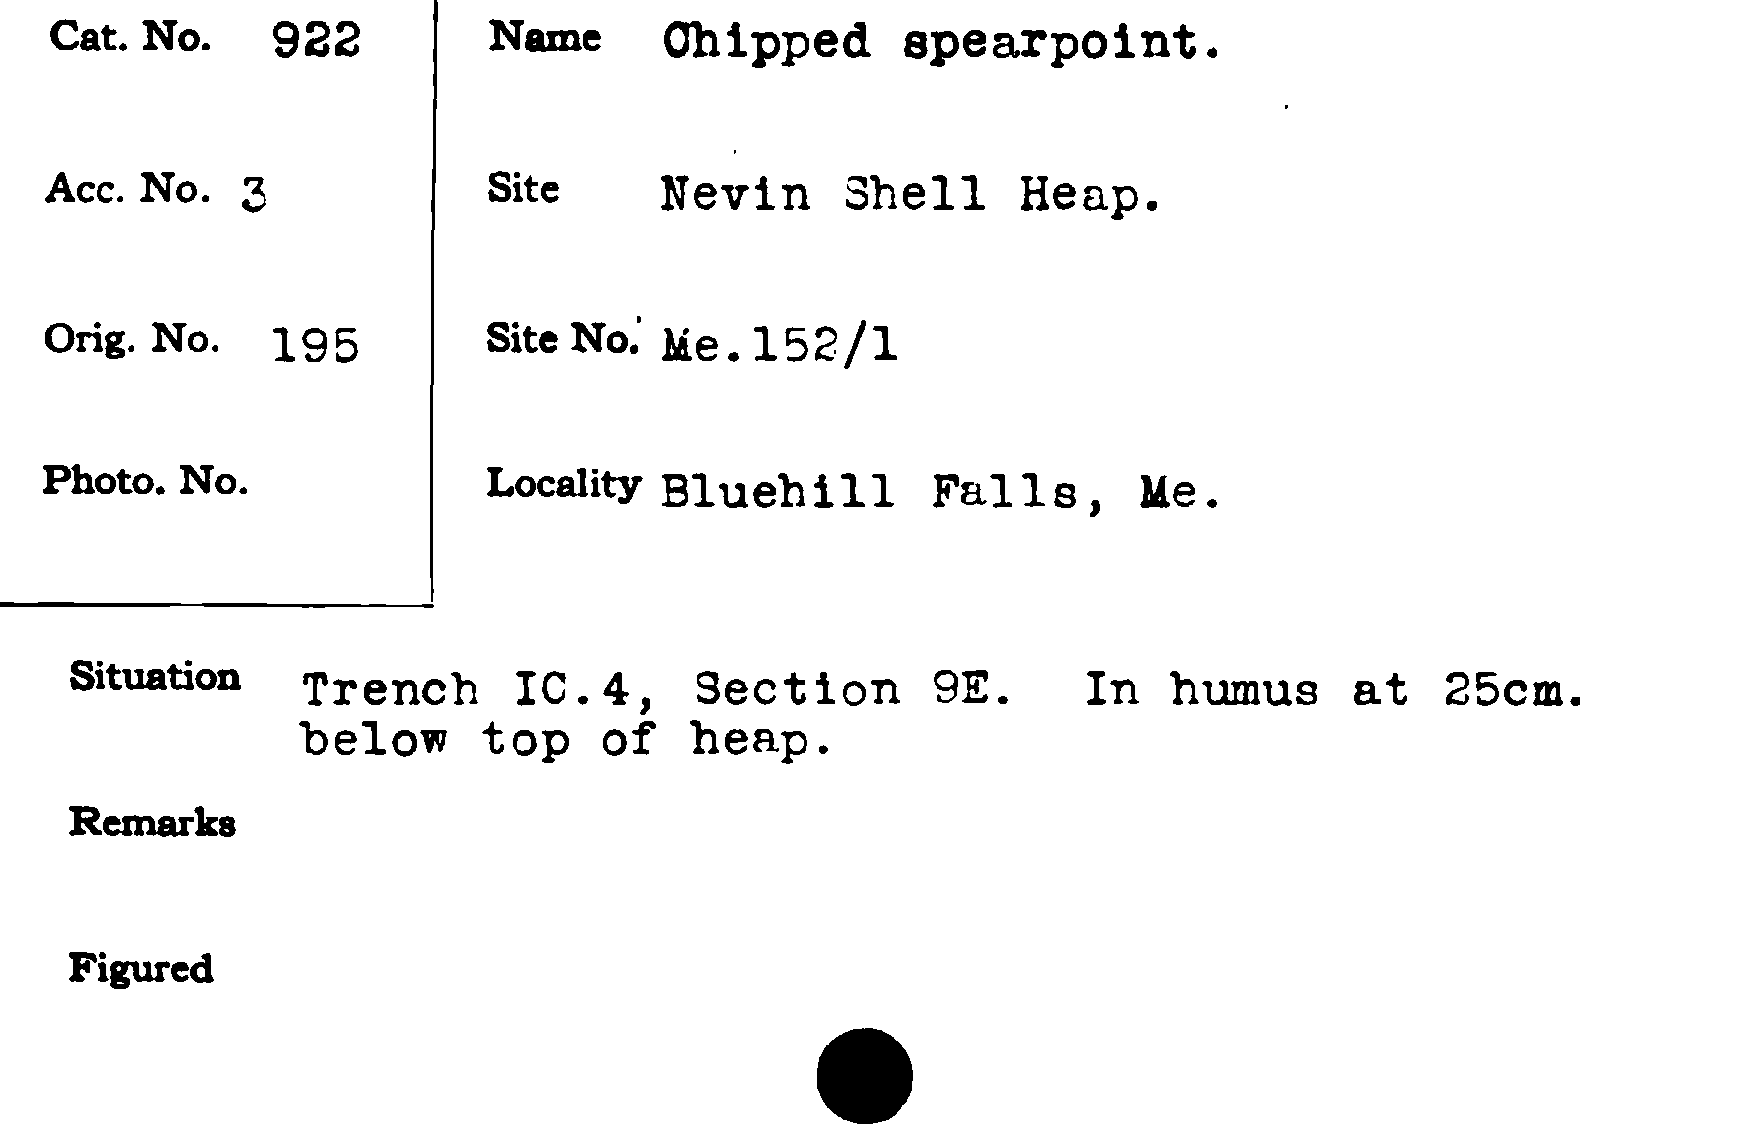 Cat. No. 922
Name Chipped spearpoint.
Acc. No. 3
Site Nevin Shell Heap.
Orig. No. 195
Site No. Me.152/1
Photo. No.
Locality Bluehill Falls, Me.
Situation Trench IC.4, Section 9E. In humus at 25cm.
below top of heap.
Remarks
Figured